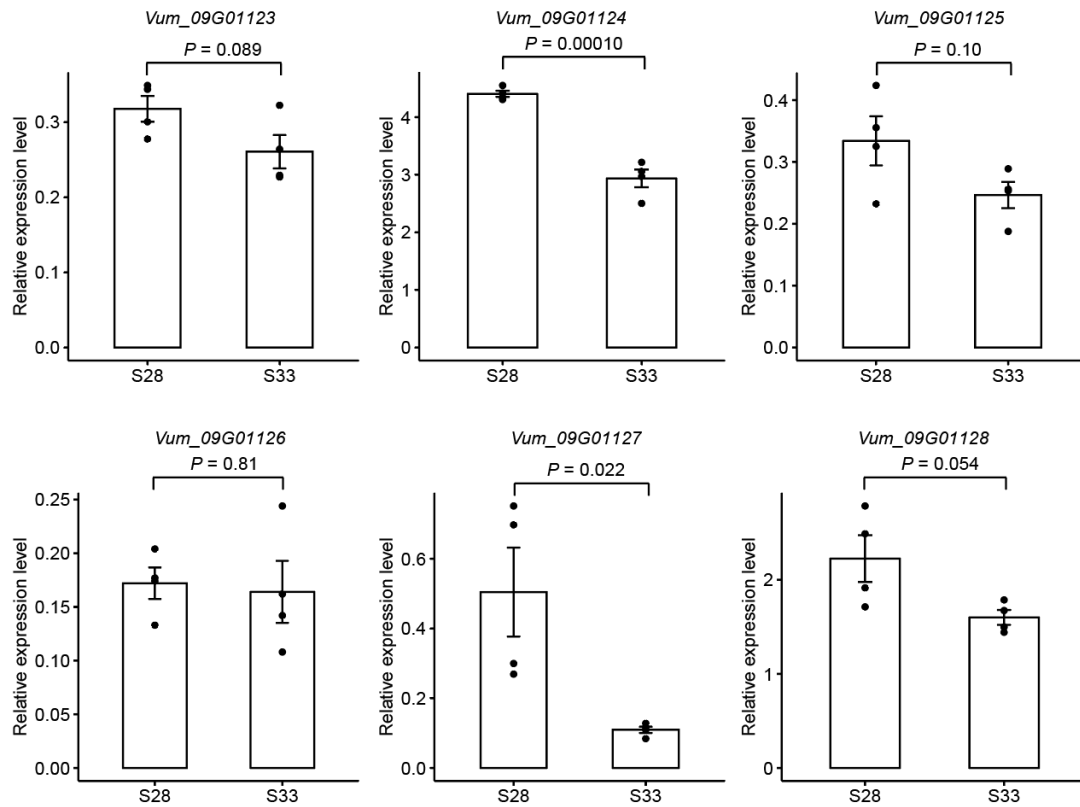 Vum_09G01123
P = 0.089
Relative expression level
0.3
0.2
0.1
0.0
S28 S33
Vum_09G01124
P = 0.00010
Relative expression level
4
3
2
1
0
S28 S33
Vum_09G01125
P = 0.10
Relative expression level
0.4
0.3
0.2
0.1
0.0
S28 S33
Vum_09G01126
P = 0.81
Relative expression level
0.25
0.20
0.15
0.10
0.05
0.00
S28 S33
Vum_09G01127
P = 0.022
Relative expression level
0.6
0.4
0.2
0.0
S28 S33
Vum_09G01128
P = 0.054
Relative expression level
2
1
0
S28 S33